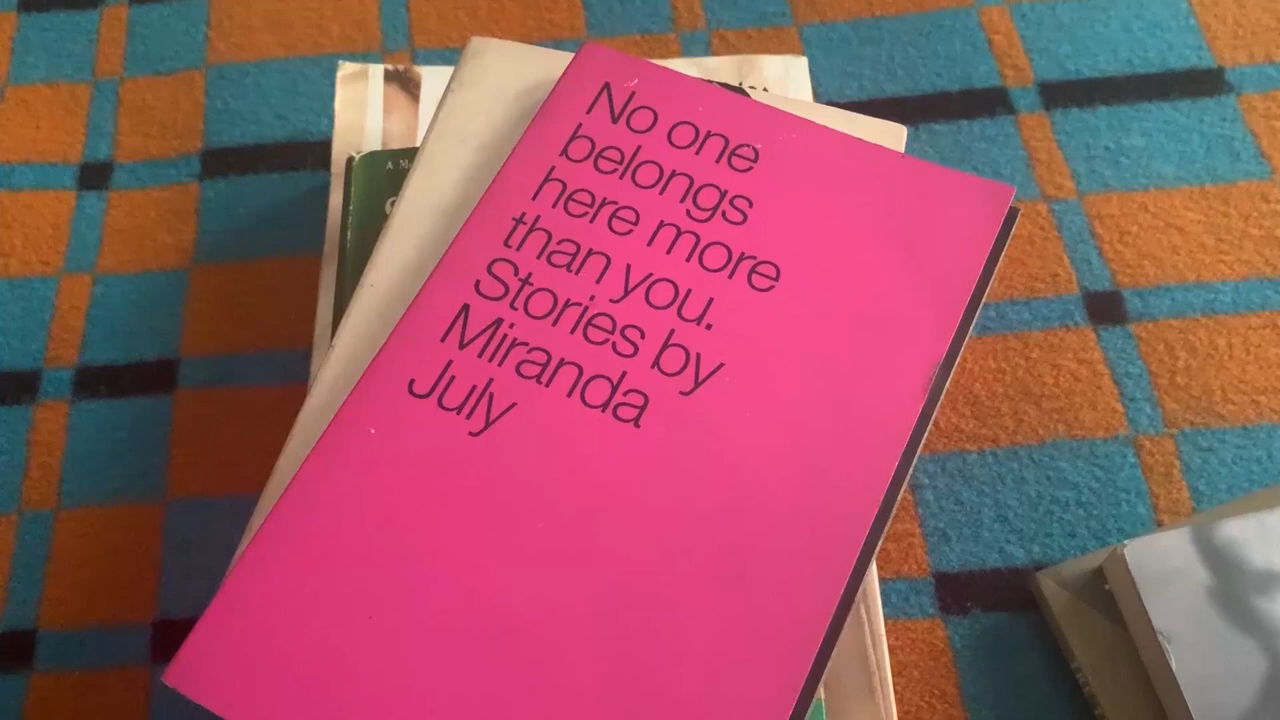 No one
belongs
here more
than you.
Stories by
Miranda
July